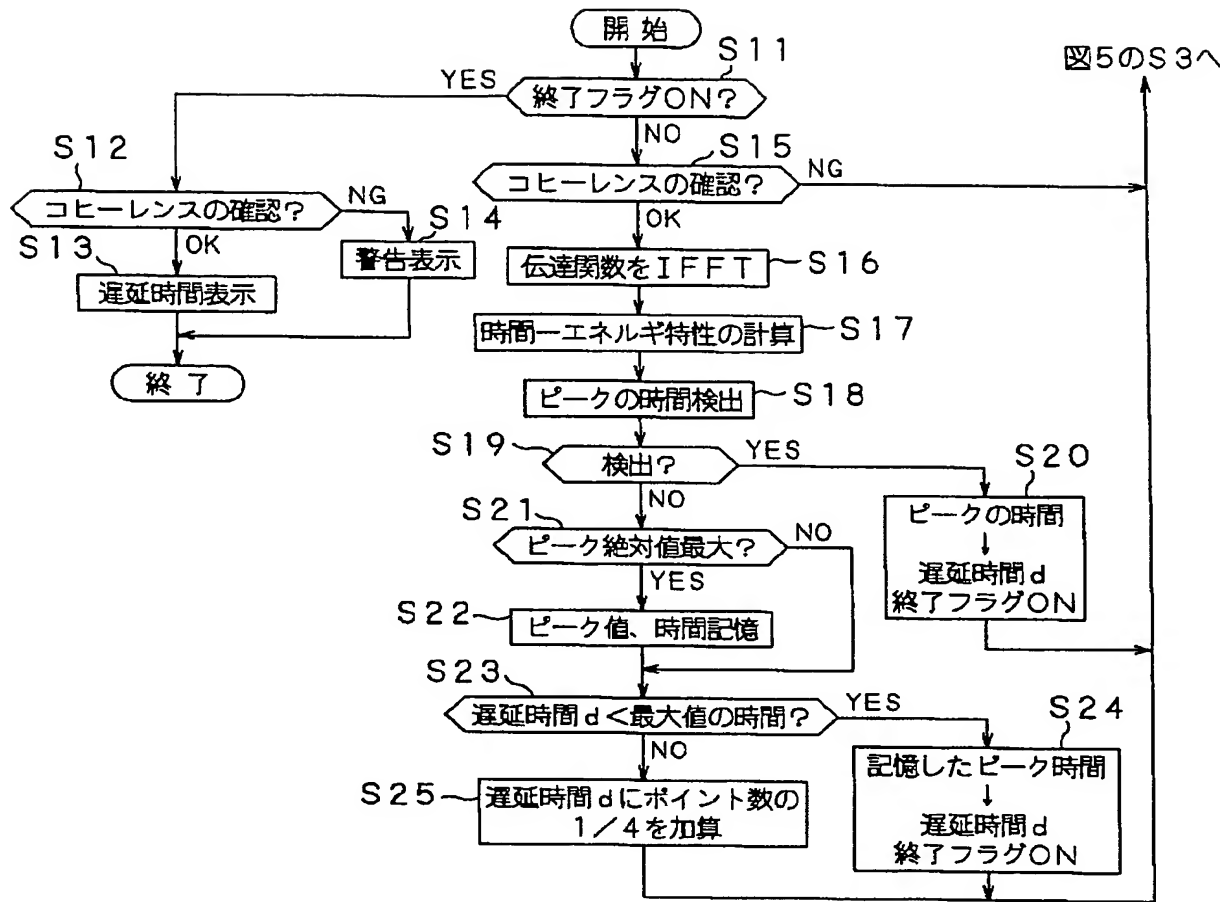 開始
S11
図5のS3へ
YES
終了フラグON?
NO
S12
S15
コヒーレンスの確認?
NG
コヒーレンスの確認?
NG
S14
OK
S13
OK
警告表示
伝達関数をIFFT
S16
遅延時間表示
時間ーエネルギ特性の計算
S17
終了
ピークの時間検出
S18
S19
YES
検出?
S20
NO
S21
ピークの時間
↓
遅延時間d
終了フラグON
ピーク絶対値最大?
NO
YES
S22
ピーク値、時間記憶
S23
YES
遅延時間d<最大値の時間?
S24
NO
記憶したピーク時間
↓
遅延時間d
終了フラグON
S25
遅延時間dにポイント数の
1/4を加算